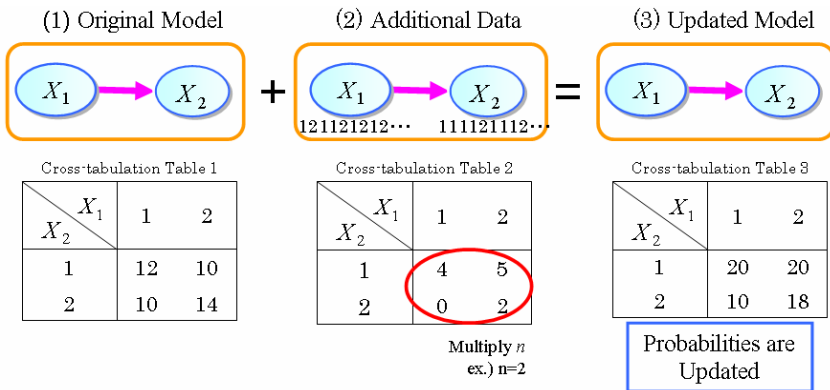 (1) Original Model
(2) Additional Data
(3) Updated Model
X1
X2
+
X1
X2
121121212⋯ 111121112⋯
=
X1
X2
Cross-tabulation Table 1
X1
X2
1 2
1 12 10
2 10 14
Cross-tabulation Table 2
X1
X2
1 2
1 4 5
2 0 2
Multiply n
ex.) n=2
Cross-tabulation Table 3
X1
X2
1 2
1 20 20
2 10 18
Probabilities are
Updated